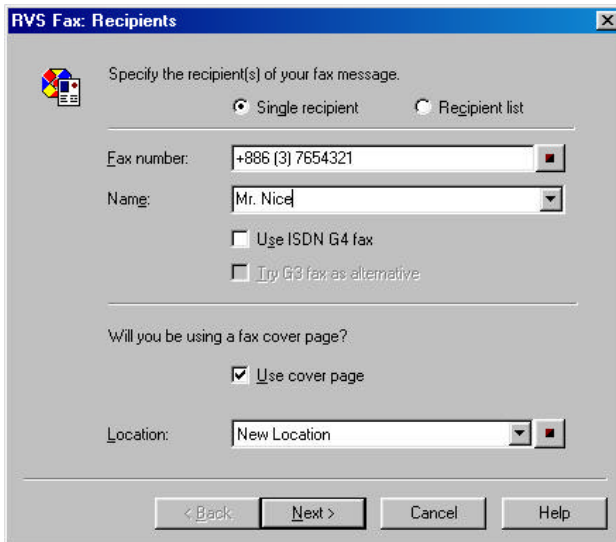 RVS Fax: Recipients
Specify the recipient(s) of your fax message.
Single recipient Recipient list
Fax number: +886 (3) 7654321
Name: Mr. Nice
Use ISDN G4 fax
Try G3 fax as alternative
Will you be using a fax cover page?
Use cover page
Location: New Location
< Back Next > Cancel Help